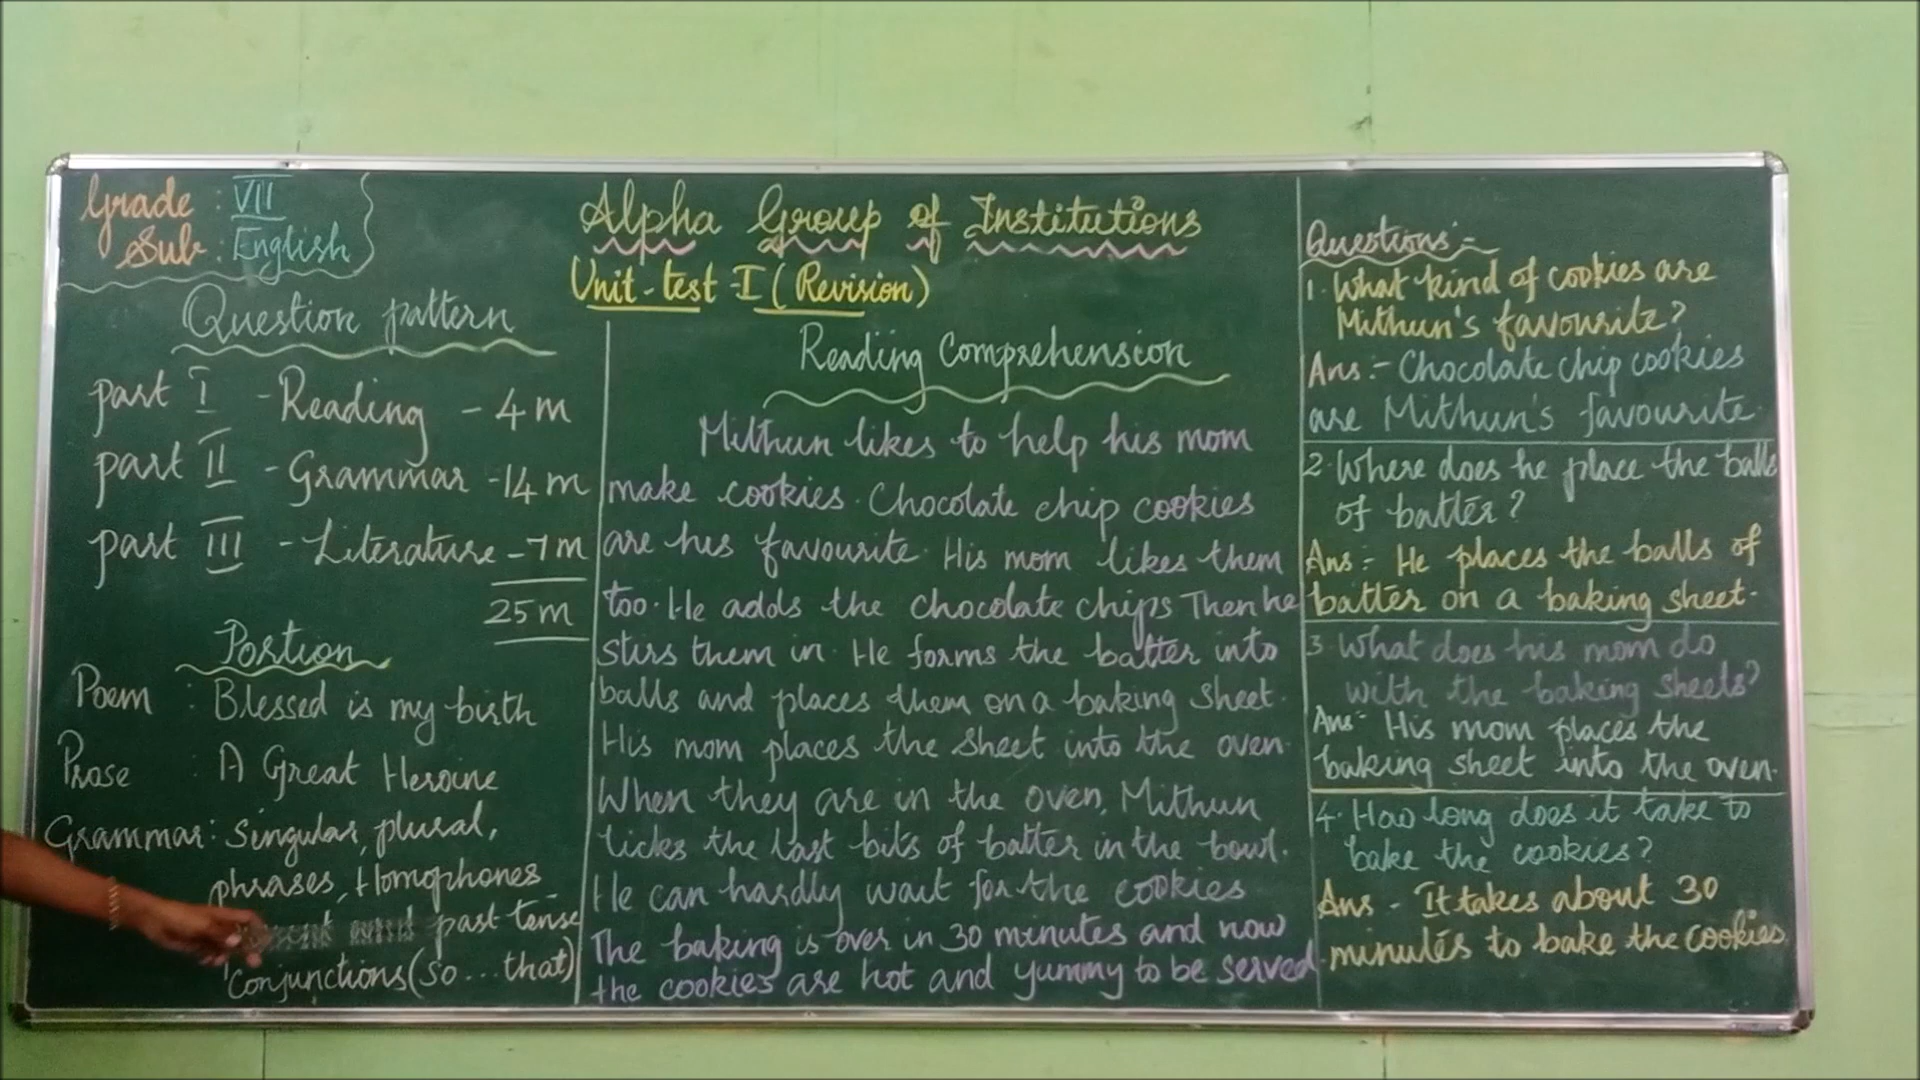 Grade : VII
Sub : English
Alpha Group of Institutions
Unit-test-I (Revision)
Question pattern
part I - Reading - 4m
part II - Grammar - 14m
part III - Literature - 7m
25m
Portion
Poem : Blessed is my birth
Prose : A Great Heroine
Grammar : Singular, plural,
phrases, Homophones
and past tense
Conjunctions (so...that)
Reading Comprehension
Mithun likes to help his mom
make cookies. Chocolate chip cookies
are his favourite. His mom likes them
too. He adds the chocolate chips Then he
stirs them in. He forms the batter into
balls and places them on a baking sheet.
His mom places the sheet into the oven.
When they are in the oven, Mithun
licks the last bits of batter in the bowl.
He can hardly wait for the cookies
The baking is over in 30 minutes and now
the cookies are hot and yummy to be served.
Questions:-
1. What kind of cookies are
Mithun's favourite?
Ans :- Chocolate chip cookies
are Mithun's favourite.
2. Where does he place the balls
of batter?
Ans :- He places the balls of
batter on a baking sheet.
3. What does his mom do
with the baking sheets?
Ans:- His mom places the
baking sheet into the oven.
4. How long does it take to
bake the cookies?
Ans - It takes about 30
minutes to bake the cookies.